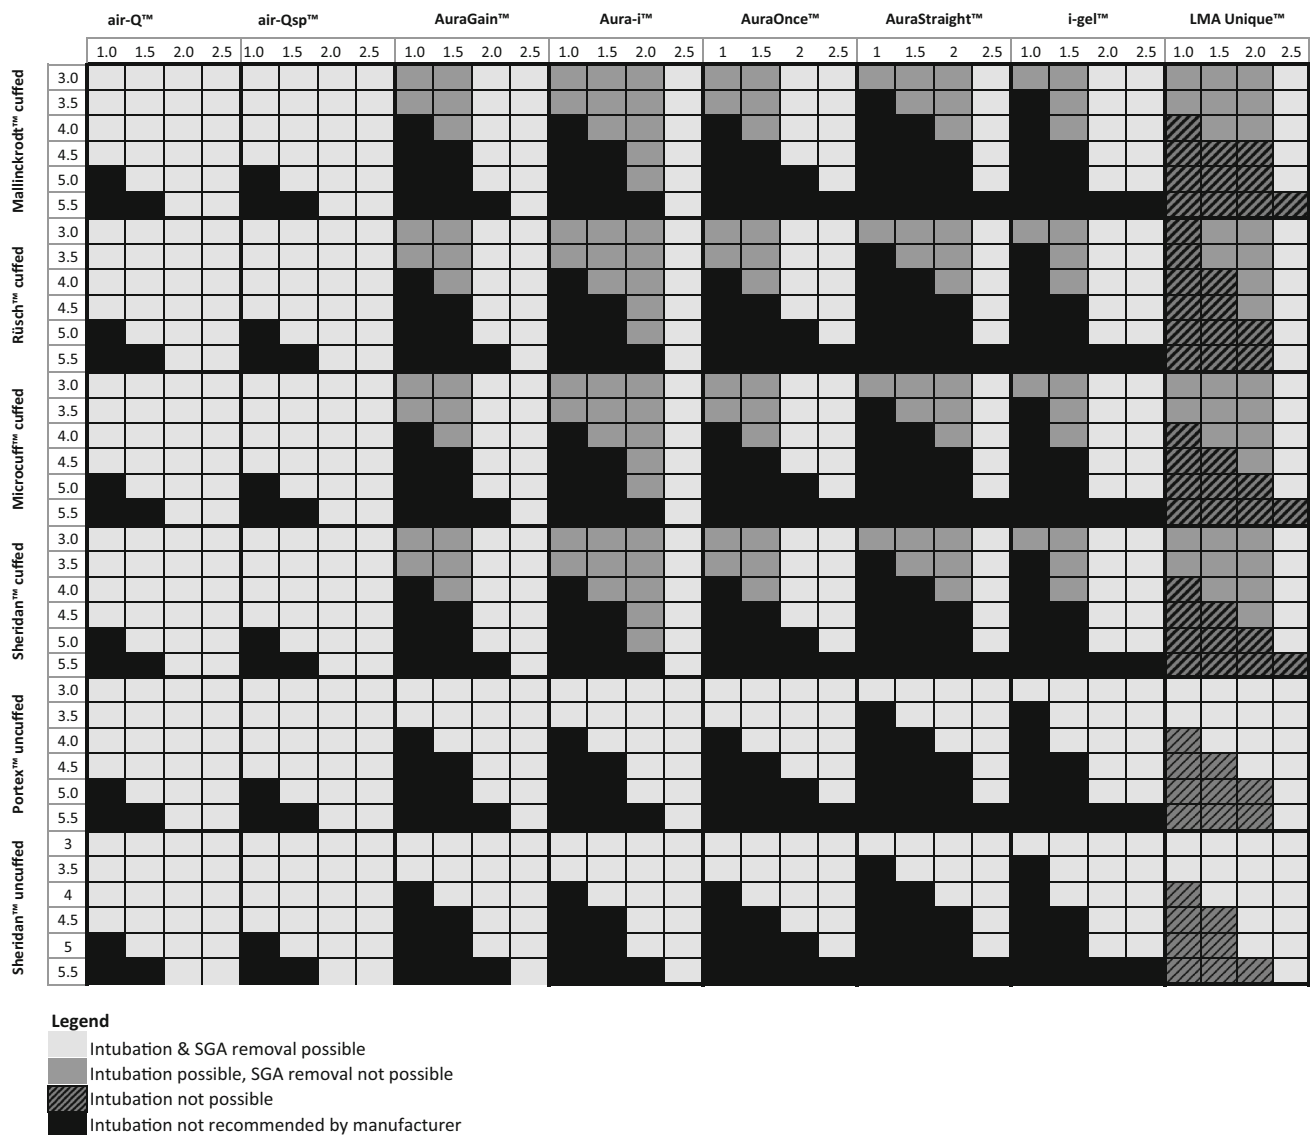 air-Q™ air-Qsp™ AuraGain™ Aura-i™ AuraOnce™ AuraStraight™ i-gel™ LMA Unique™
1.0 1.5 2.0 2.5 1.0 1.5 2.0 2.5 1.0 1.5 2.0 2.5 1.0 1.5 2.0 2.5 1.0 1.5 2 2.5 1 1.5 2 2.5 1.0 1.5 2.0 2.5 1.0 1.5 2.0 2.5
Mallinckrodt™ cuffed
3.0
3.5
4.0
4.5
5.0
5.5
Rüsch™ cuffed
3.0
3.5
4.0
4.5
5.0
5.5
Microcuff™ cuffed
3.0
3.5
4.0
4.5
5.0
5.5
Sheridan™ cuffed
3.0
3.5
4.0
4.5
5.0
5.5
Portex™ uncuffed
3.0
3.5
4.0
4.5
5.0
5.5
Sheridan™ uncuffed
3
3.5
4
4.5
5
5.5
Legend
Intubation & SGA removal possible
Intubation possible, SGA removal not possible
Intubation not possible
Intubation not recommended by manufacturer